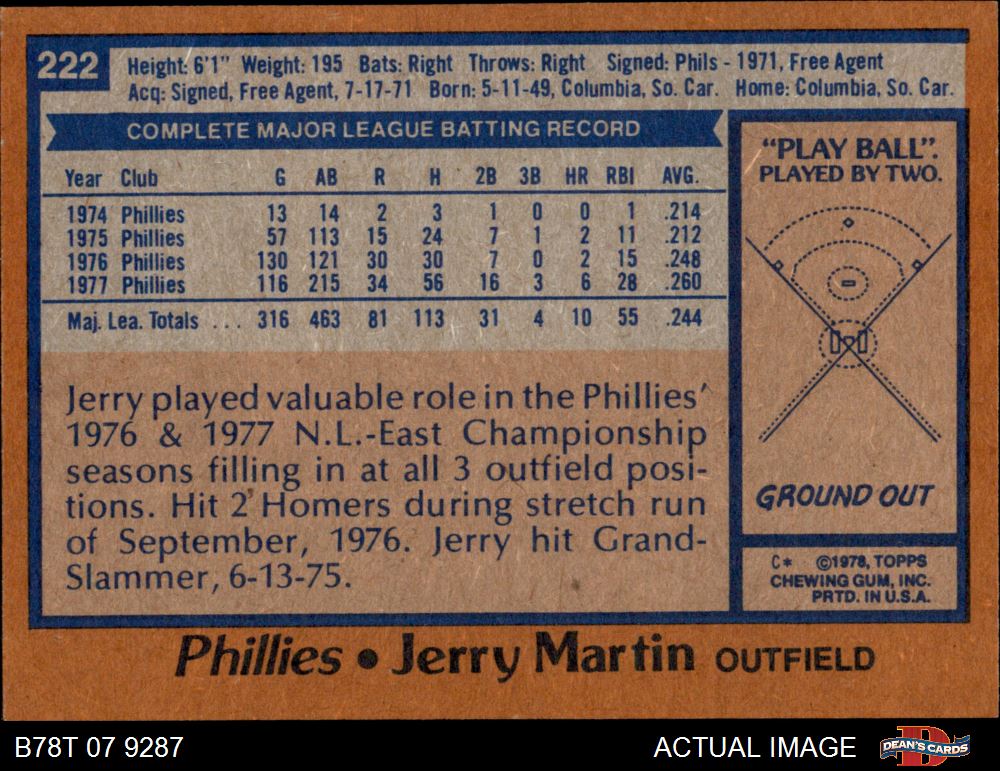 222
Height: 6'1" Weight: 195 Bats: Right Throws: Right Signed: Phils - 1971, Free Agent
Acq: Signed, Free Agent, 7-17-71 Born: 5-11-49, Columbia, So. Car. Home: Columbia, So. Car.
COMPLETE MAJOR LEAGUE BATTING RECORD
Year Club G AB R H 2B 3B HR RBI AVG.
1974 Phillies 13 14 2 3 1 0 0 1 .214
1975 Phillies 57 113 15 24 7 1 2 11 .212
1976 Phillies 130 121 30 30 7 0 2 15 .248
1977 Phillies 116 215 34 56 16 3 6 28 .260
Maj. Lea. Totals ... 316 463 81 113 31 4 10 55 .244
Jerry played valuable role in the Phillies'
1976 & 1977 N.L.-East Championship
seasons filling in at all 3 outfield posi-
tions. Hit 2 Homers during stretch run
of September, 1976. Jerry hit Grand-
Slammer, 6-13-75.
"PLAY BALL".
PLAYED BY TWO.
GROUND OUT
C* ©1978, TOPPS
CHEWING GUM, INC.
PRTD. IN U.S.A.
Phillies • Jerry Martin OUTFIELD
B78T 07 9287
ACTUAL IMAGE
D
DEAN'S CARDS